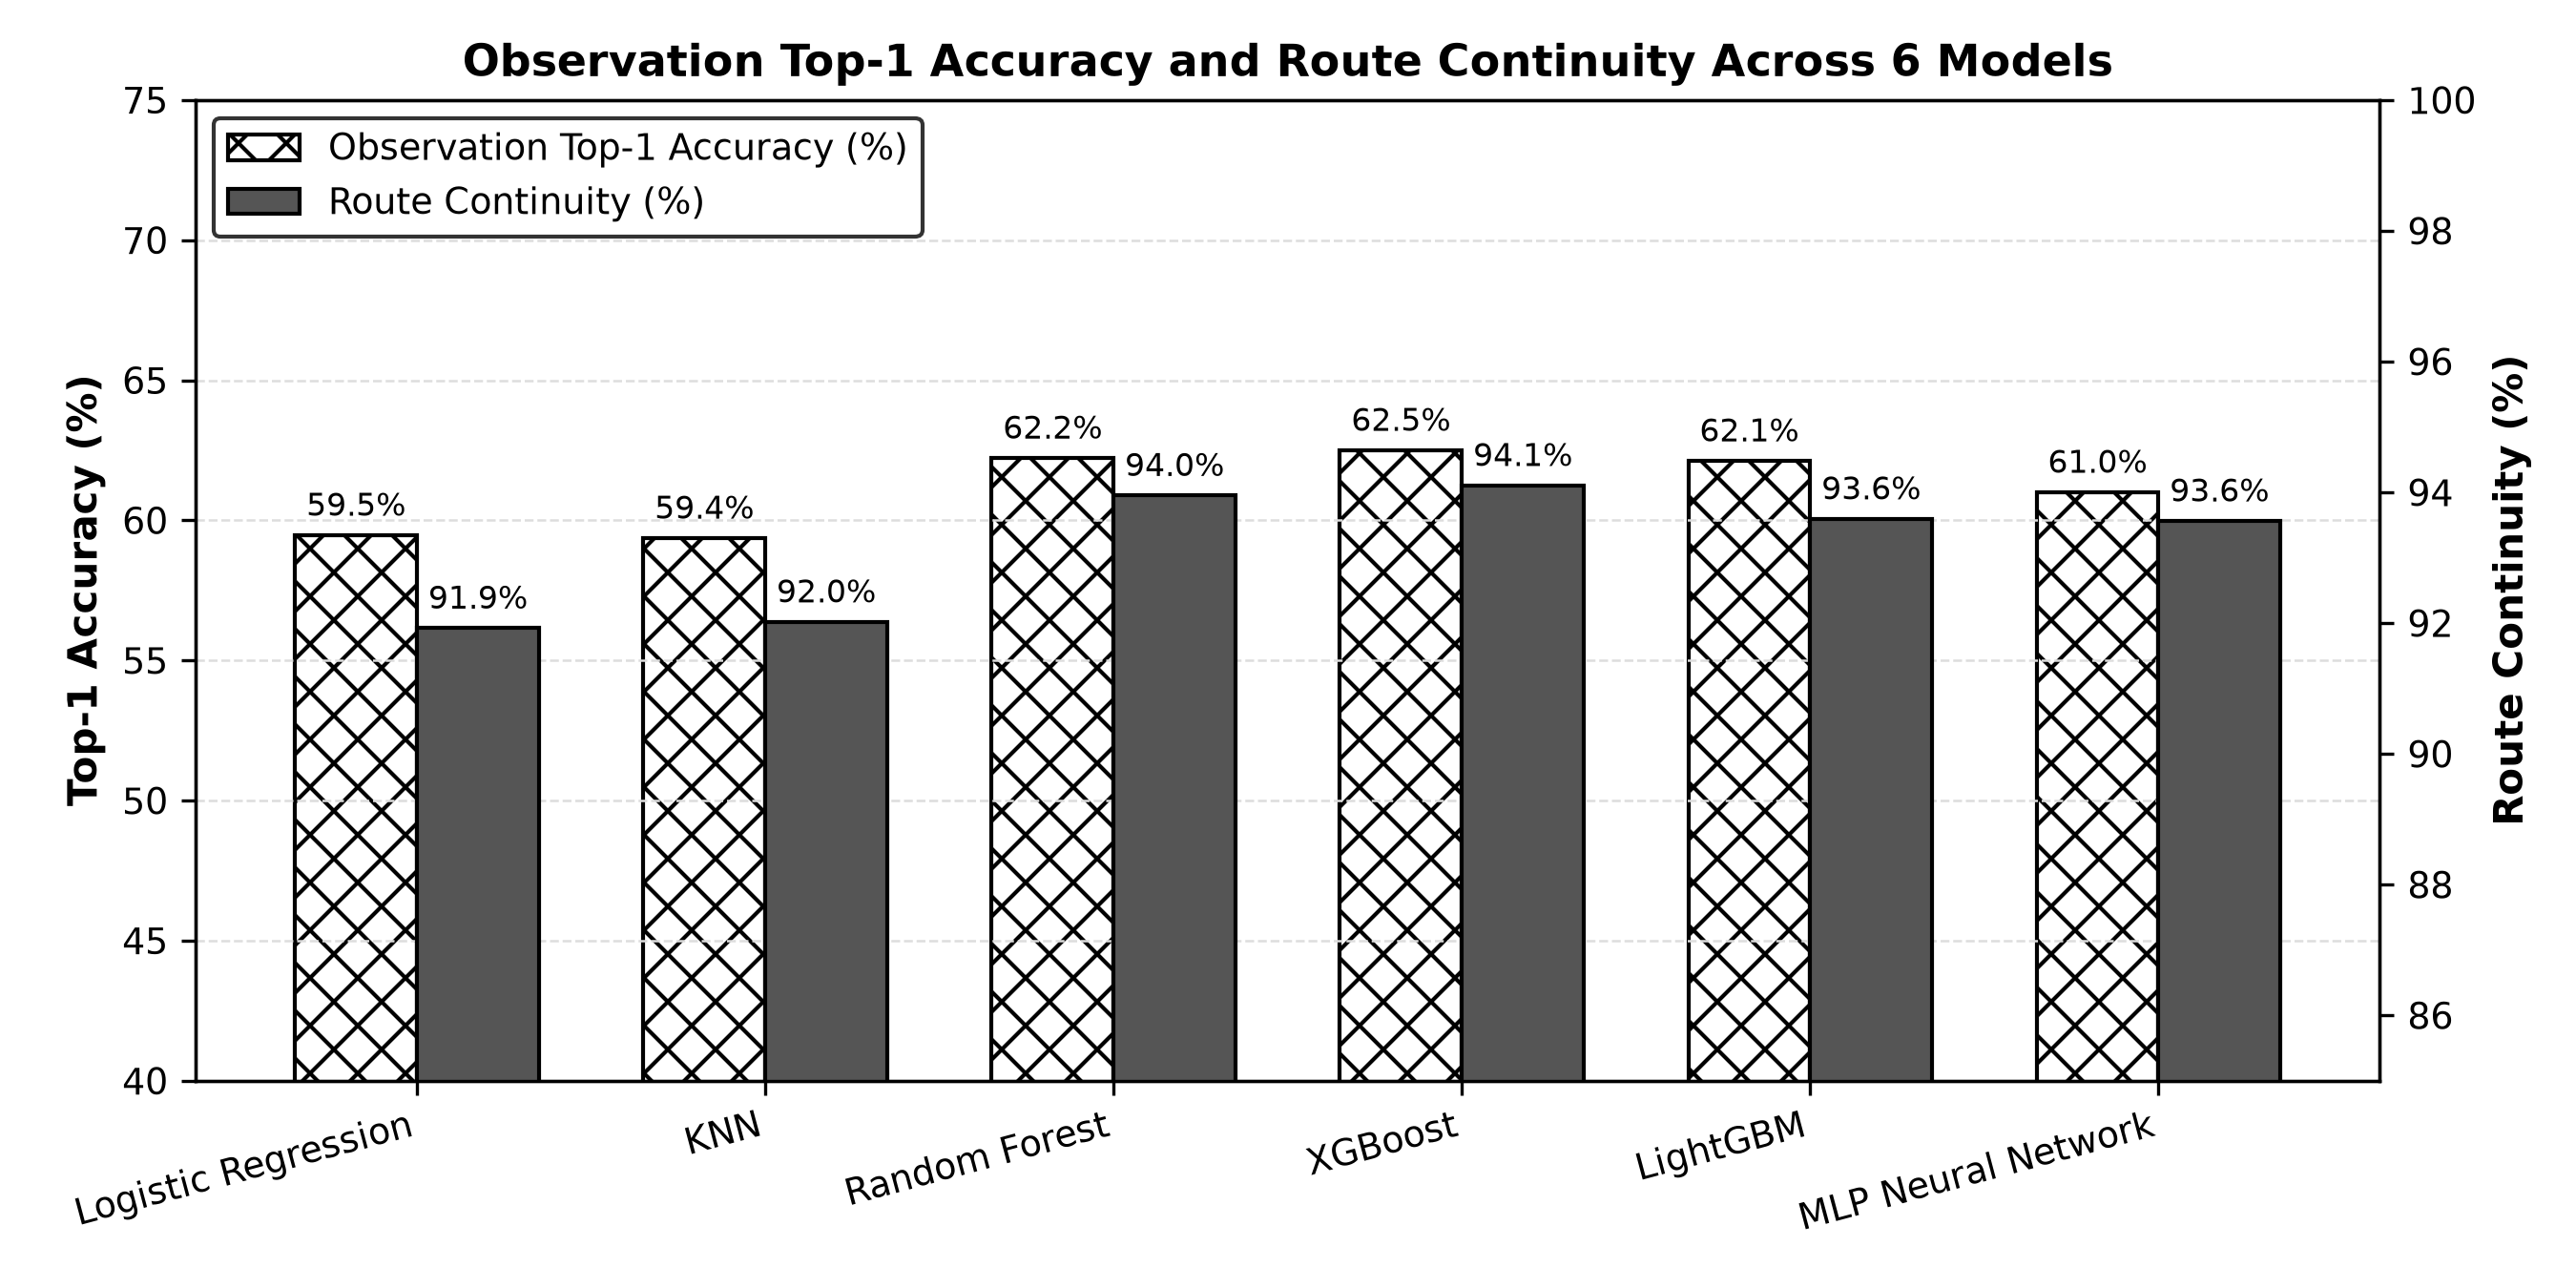 Observation Top-1 Accuracy and Route Continuity Across 6 Models
Observation Top-1 Accuracy (%)
Route Continuity (%)
Top-1 Accuracy (%)
75
70
65
60
55
50
45
40
59.5%
91.9%
59.4%
92.0%
62.2%
94.0%
62.5%
94.1%
62.1%
93.6%
61.0%
93.6%
100
98
96
94
92
90
88
86
Route Continuity (%)
Logistic Regression
KNN
Random Forest
XGBoost
LightGBM
MLP Neural Network